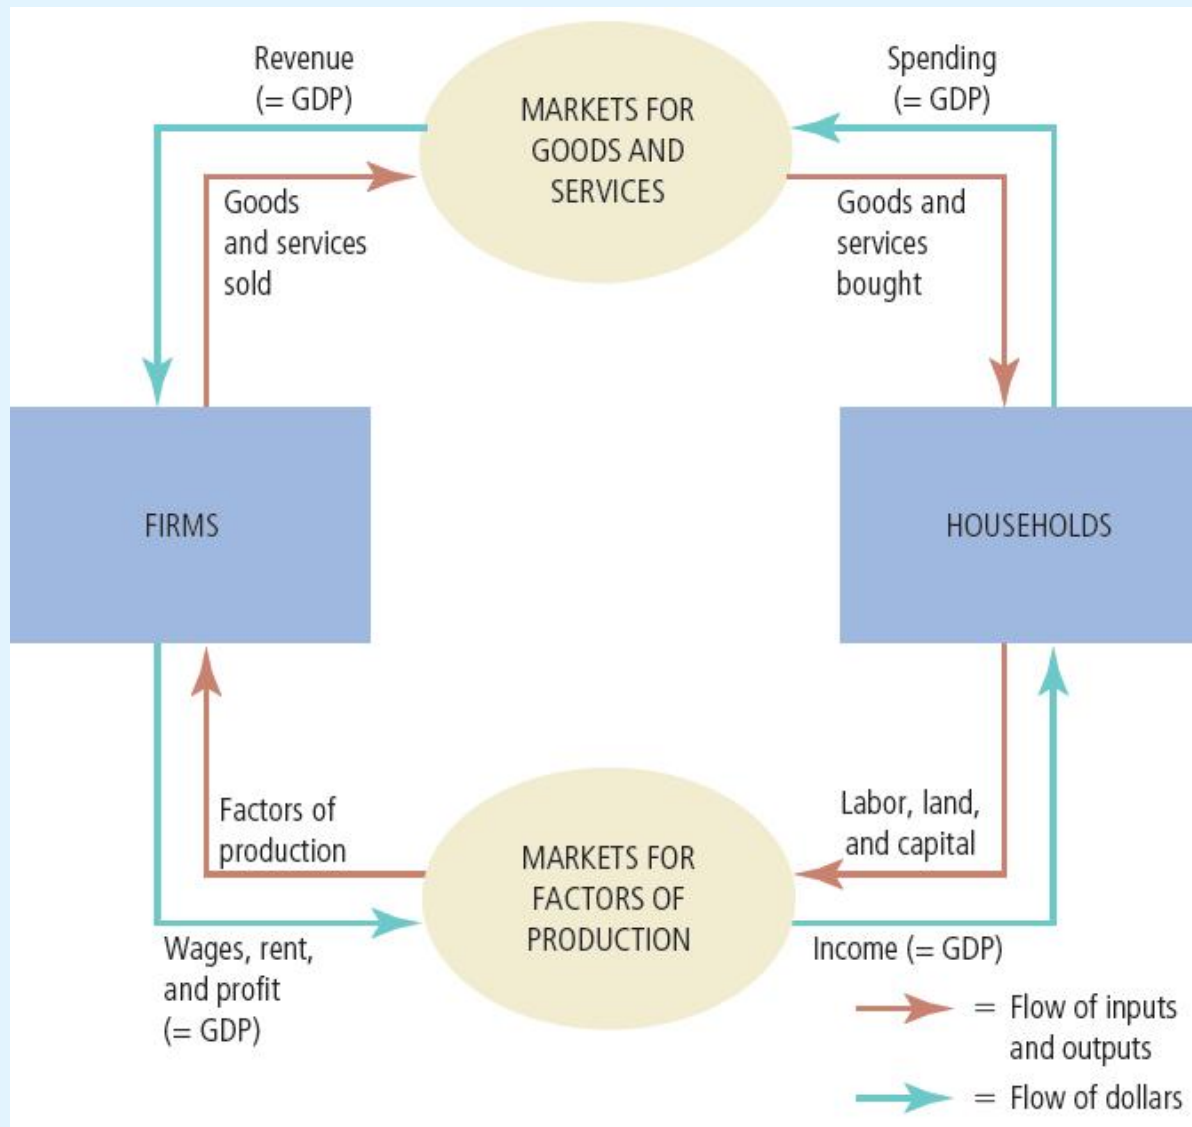 Revenue
(= GDP)
Spending
(= GDP)
MARKETS FOR
GOODS AND
SERVICES
Goods
and services
sold
Goods and
services
bought
FIRMS
HOUSEHOLDS
Factors of
production
Labor, land,
and capital
MARKETS FOR
FACTORS OF
PRODUCTION
Wages, rent,
and profit
(= GDP)
Income (= GDP)
= Flow of inputs
and outputs
= Flow of dollars